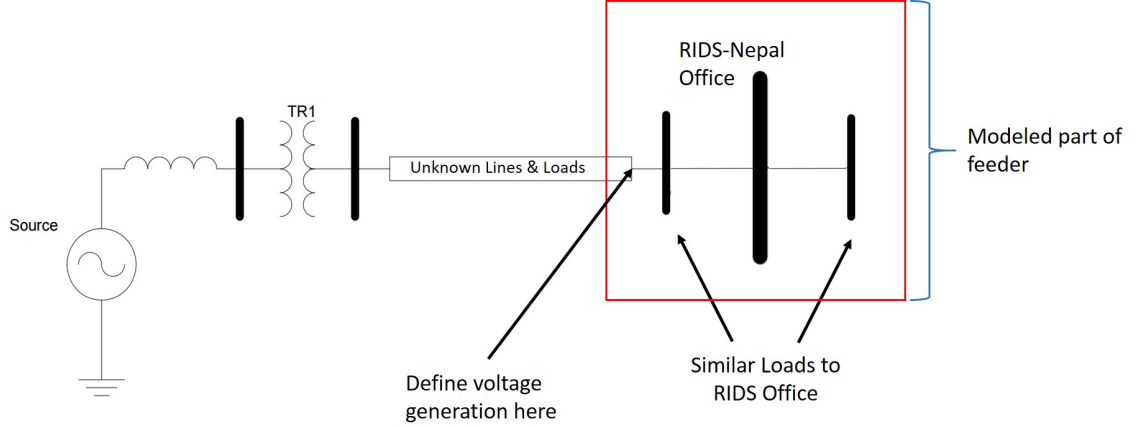 RIDS-Nepal
Office
TR1
Modeled part of
feeder
Unknown Lines & Loads
Source
Similar Loads to
RIDS Office
Define voltage
generation here